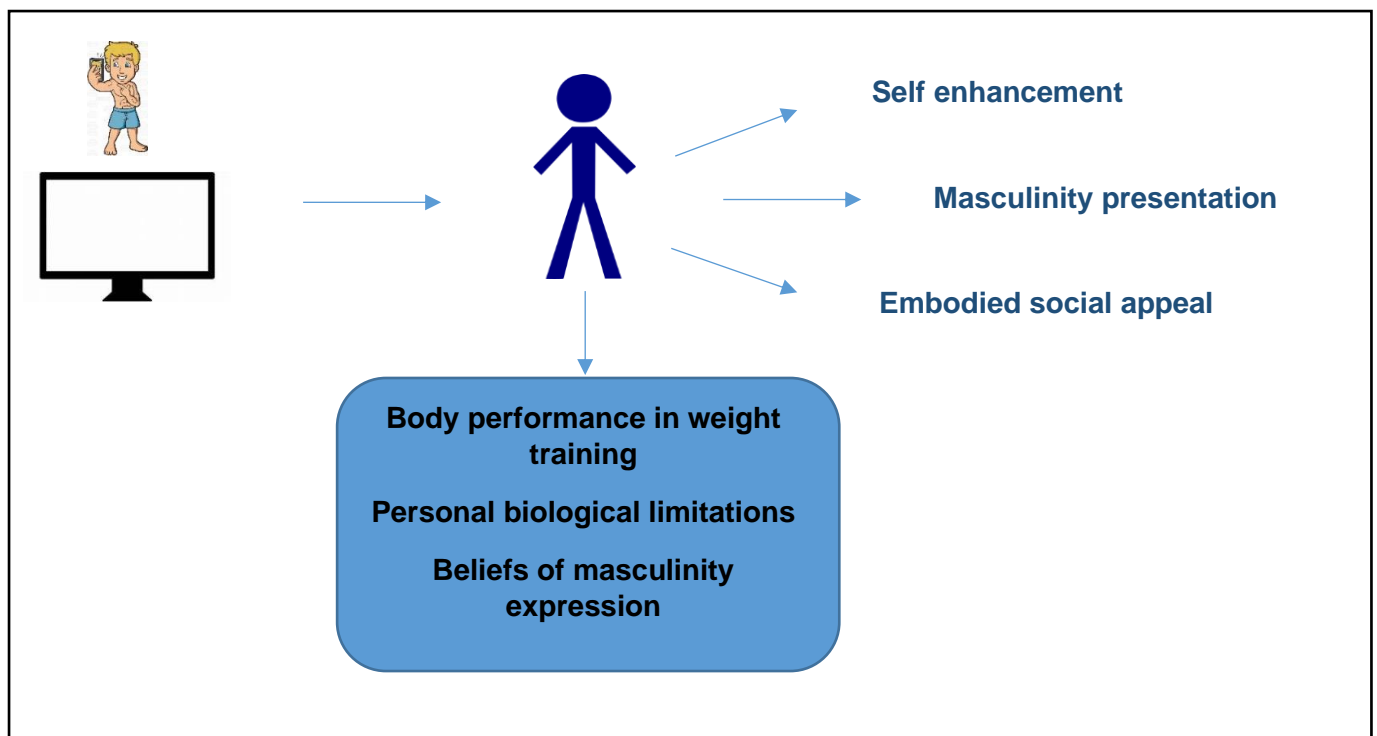 Self enhancement
Masculinity presentation
Embodied social appeal
Body performance in weight
training
Personal biological limitations
Beliefs of masculinity
expression